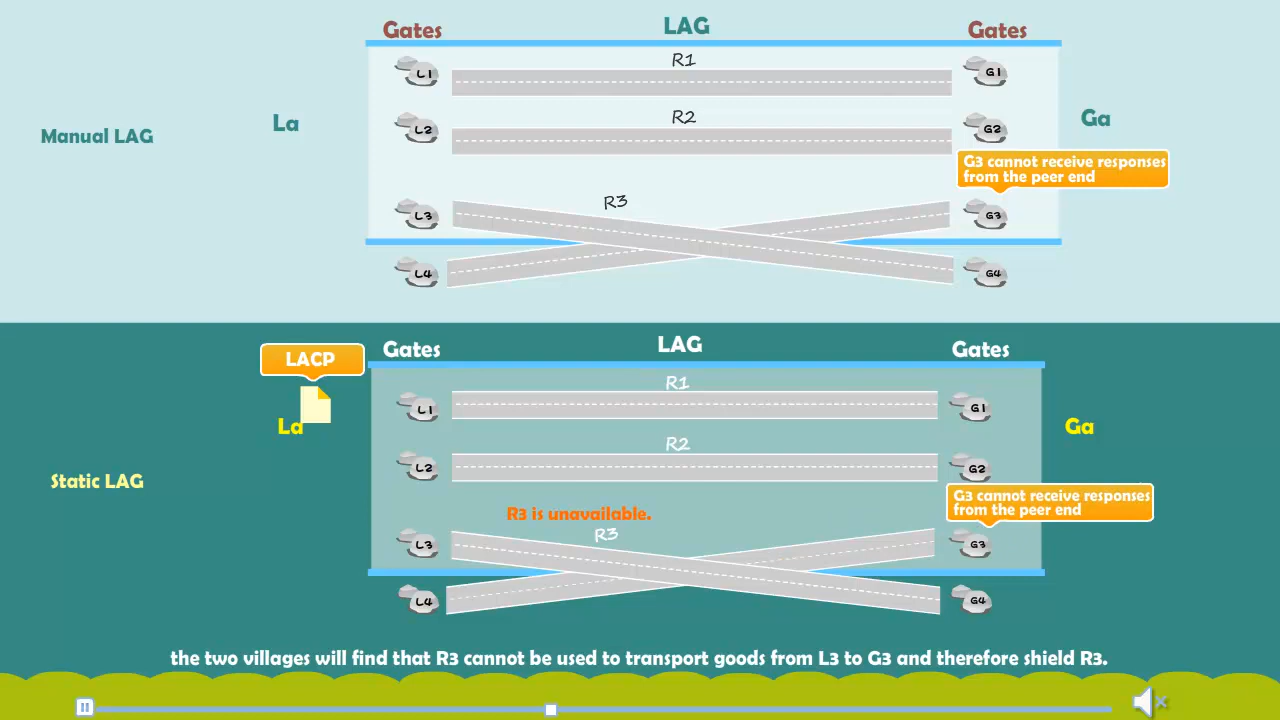 Gates LAG Gates
R1
L1 G1
La Ga
Manual LAG
R2
L2 G2
G3 cannot receive responses
from the peer end
R3
L3 G3
L4 G4
Gates LAG Gates
LACP
R1
L1 G1
La Ga
R2
L2 G2
Static LAG
G3 cannot receive responses
from the peer end
R3 is unavailable.
R3
L3 G3
L4 G4
the two villages will find that R3 cannot be used to transport goods from L3 to G3 and therefore shield R3.